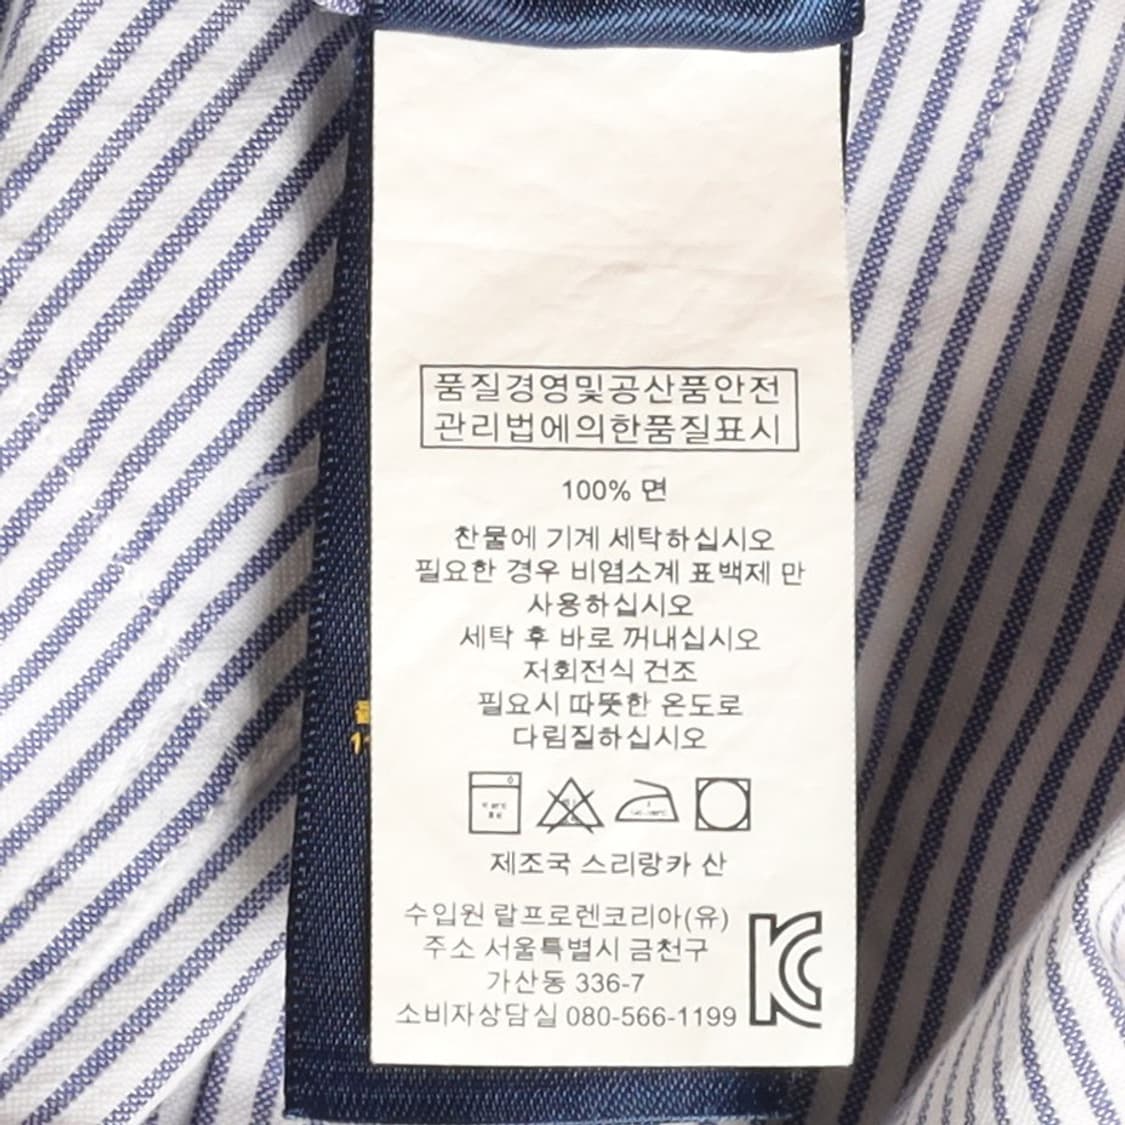 품질경영및공산품안전
관리법에의한품질표시
100% 면
찬물에 기계 세탁하십시오
필요한 경우 비염소계 표백제 만
사용하십시오
세탁 후 바로 꺼내십시오
저회전식 건조
필요시 따뜻한 온도로
다림질하십시오
제조국 스리랑카 산
수입원 랄프로렌코리아(유)
주소 서울특별시 금천구
가산동 336-7
소비자상담실 080-566-1199